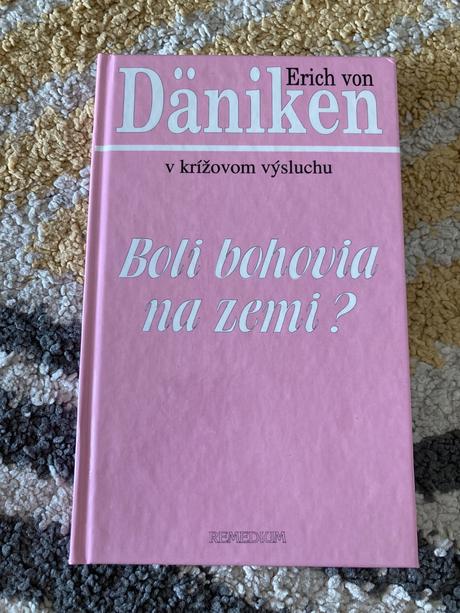 Erich von
Däniken
v krížovom výsluchu
Boli bohovia
na zemi?
REMEDIUM